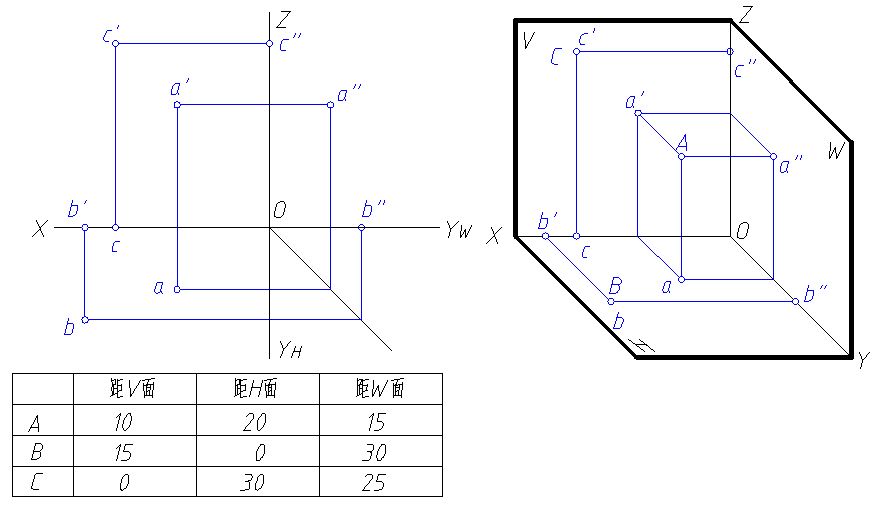 Z
c'
c"
a'
a"
b'
O
b"
X
YW
c
a
b
YH
Z
V
c'
C
c"
a'
A
a"
W
b'
X
O
c
a
B
b"
b
H
Y
距V面 距H面 距W面
A 10 20 15
B 15 0 30
C 0 30 25